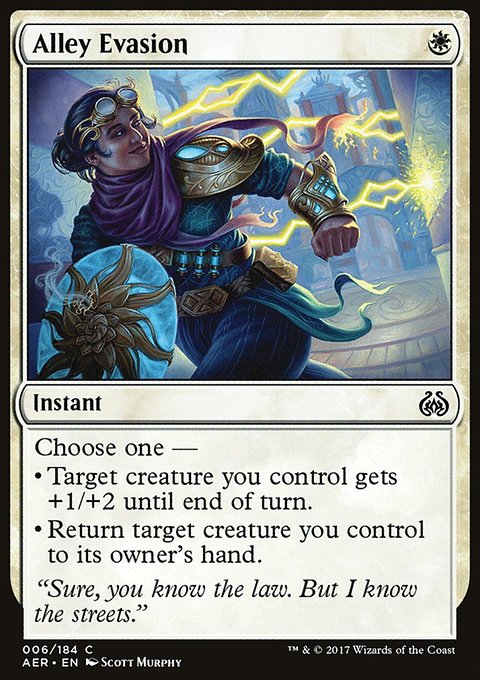 Alley Evasion
Instant
Choose one —
• Target creature you control gets
+1/+2 until end of turn.
• Return target creature you control
to its owner's hand.
“Sure, you know the law. But I know
the streets.”
006/184 C
AER • EN Scott Murphy
™ & © 2017 Wizards of the Coast